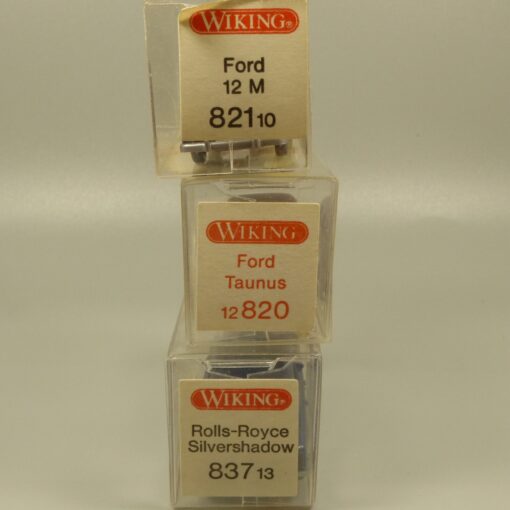 WIKING®
Ford
12 M
821 10
WIKING
Ford
Taunus
12 820
WIKING®
Rolls-Royce
Silvershadow
837 13